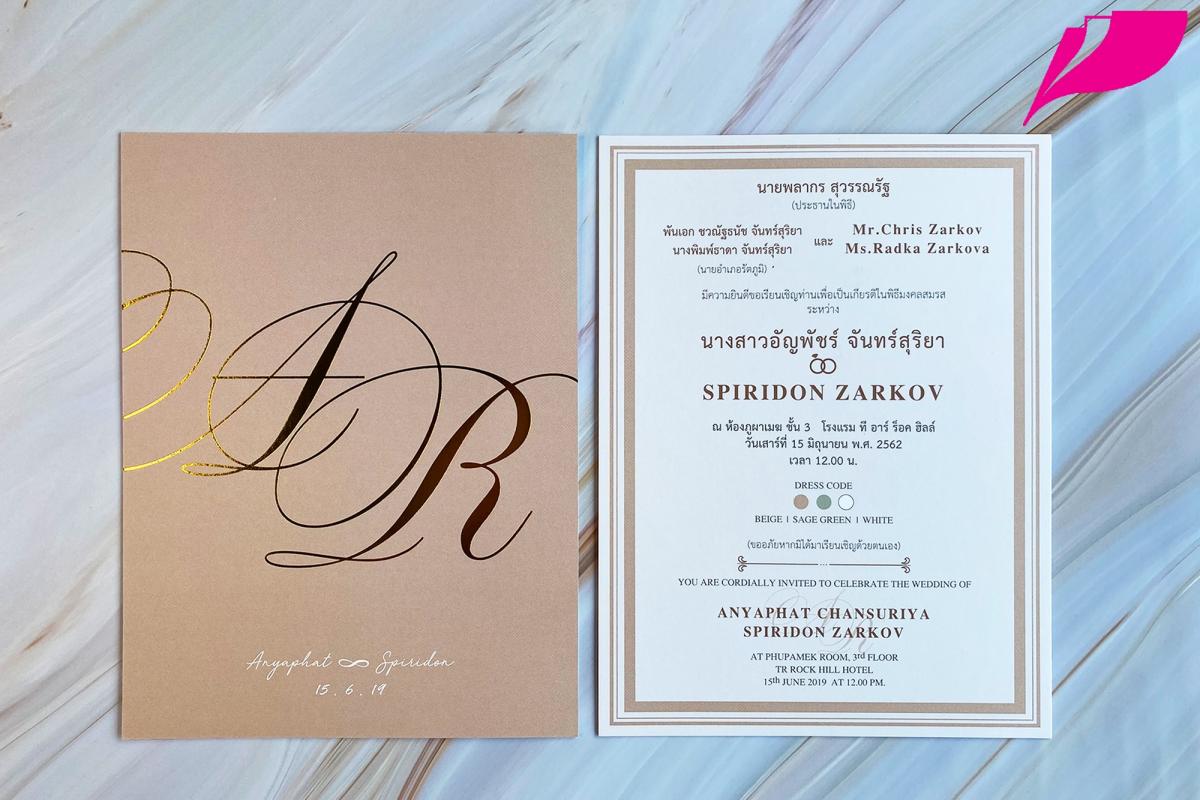 AR
Anyaphat ∞ Spiridon
15 . 6 . 19
นายพลากร สุวรรณรัฐ
(ประธานในพิธี)
พันเอก ชวณัฐธนัช จันทร์สุริยา
นางพิมพ์ธาดา จันทร์สุริยา
(นายอำเภอรัตภูมิ)
และ
Mr.Chris Zarkov
Ms.Radka Zarkova
มีความยินดีขอเรียนเชิญท่านเพื่อเป็นเกียรติในพิธีมงคลสมรส
ระหว่าง
นางสาวอัญพัชร์ จันทร์สุริยา
SPIRIDON ZARKOV
ณ ห้องภูผาเมฆ ชั้น 3 โรงแรม ที อาร์ ร็อค ฮิลล์
วันเสาร์ที่ 15 มิถุนายน พ.ศ. 2562
เวลา 12.00 น.
DRESS CODE
BEIGE | SAGE GREEN | WHITE
(ขออภัยหากมิได้มาเรียนเชิญด้วยตนเอง)
YOU ARE CORDIALLY INVITED TO CELEBRATE THE WEDDING OF
ANYAPHAT CHANSURIYA
SPIRIDON ZARKOV
AT PHUPAMEK ROOM, 3rd FLOOR
TR ROCK HILL HOTEL
15th JUNE 2019 AT 12.00 PM.